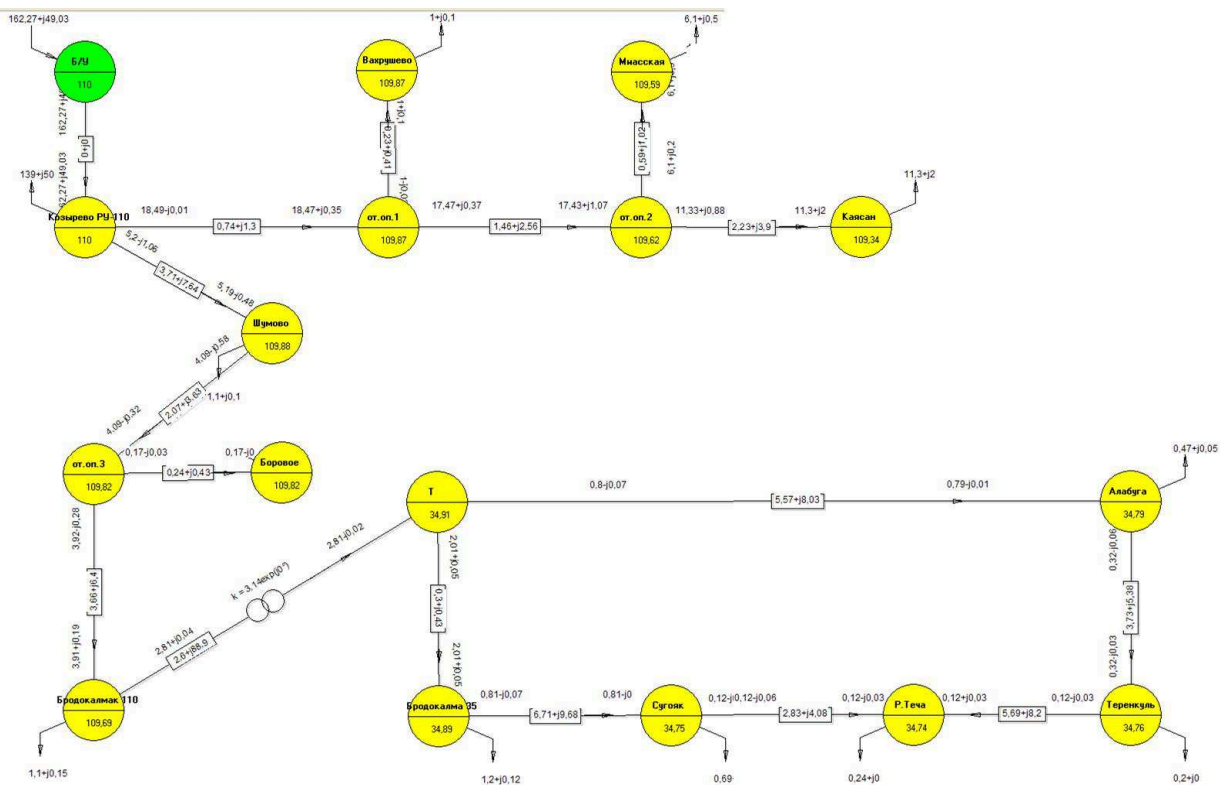 162,27+j49,03
1+j0,1
6,1+j0,5
Б/У
110
Вахрушево
109,87
Миасская
109,59
0+j0
1+j0,1
0,23+j0,41
0,65+j1,02
6,1+j0,2
139+j50
11,3+j2
Козырево РУ-110
110
18,49-j0,01
0,74+j1,3
18,47+j0,35
от.оп.1
109,87
17,47+j0,37
1,46+j2,56
17,43+j1,07
от.оп.2
109,62
11,33+j0,88
2,23+j3,9
11,3+j2
Каясан
109,34
5,2-j1,06
3,71+j7,64
5,19-j0,48
Шумово
109,88
4,09-j0,58
2,07+j3,63
1,1+j0,1
4,09-j0,32
от.оп.3
109,82
0,17-j0,03
0,24+j0,43
0,17-j0
Боровое
109,82
3,92-j0,28
3,66+j6,4
3,91+j0,19
Т
34,91
0,8-j0,07
5,57+j8,03
0,79-j0,01
Алабуга
34,79
0,47+j0,05
2,81-j0,02
k = 3,14exp(j0°)
2,81+j0,04
2,6+j88,9
2,01+j0,05
0,3+j0,43
2,01+j0,05
0,32-j0,06
3,73+j5,38
0,32-j0,03
Бродокалмак 110
109,69
1,1+j0,15
Бродокалма 35
34,89
1,2+j0,12
0,81-j0,07
6,71+j9,68
0,81-j0
Сугояк
34,75
0,69
0,12-j0,12-j0,06
2,83+j4,08
0,12-j0,03
Р.Теча
34,74
0,24+j0
0,12+j0,03
5,69+j8,2
0,12-j0,03
Теренкуль
34,76
0,2+j0